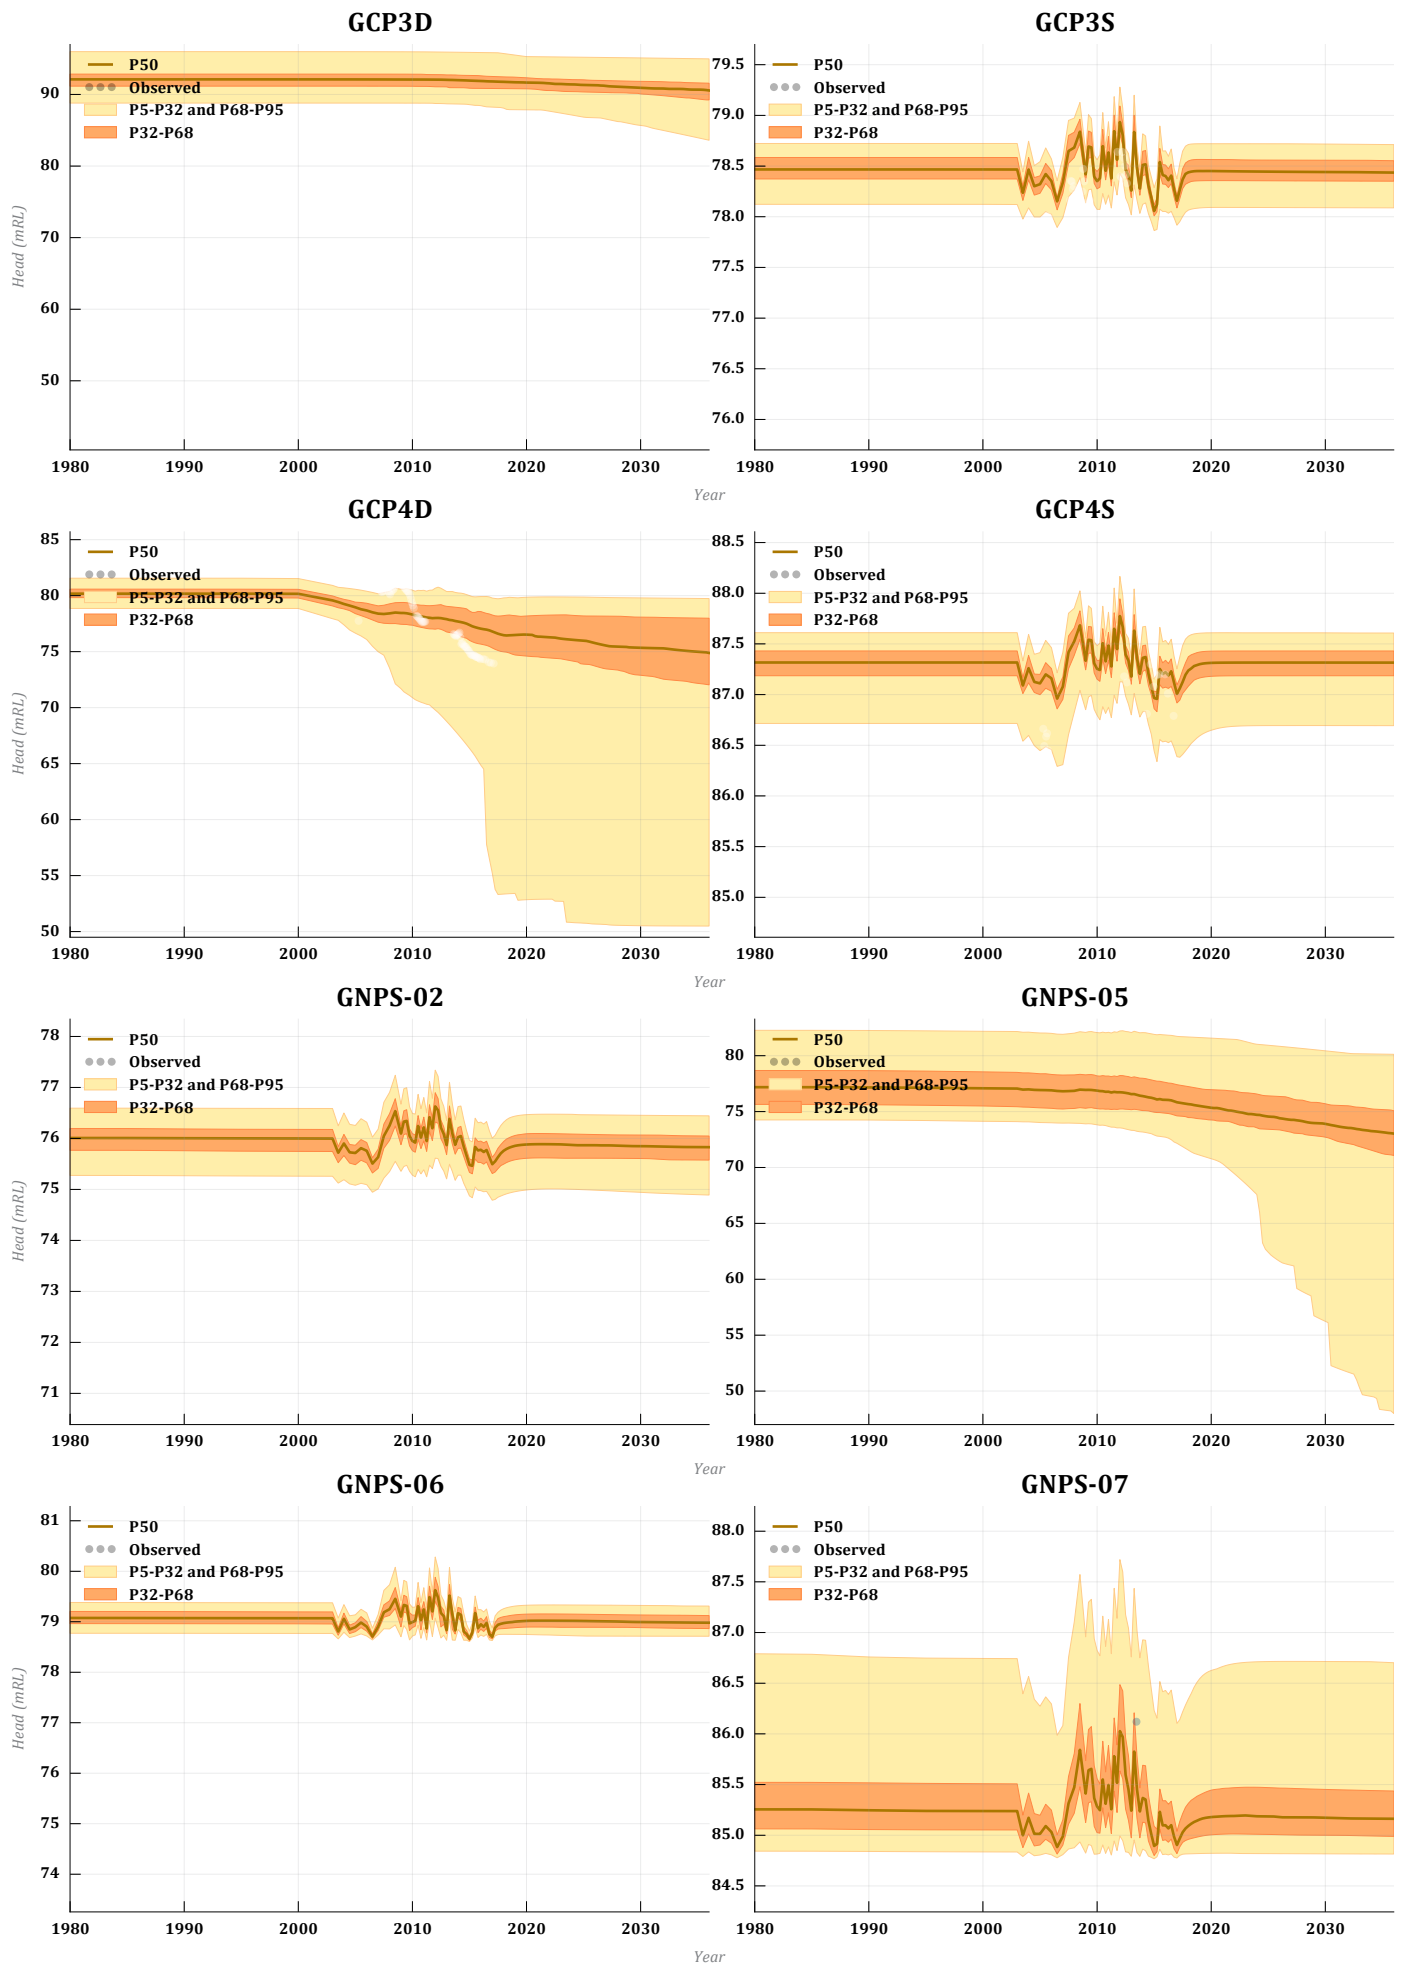 GCP3D
GCP3S
P50
Observed
P5-P32 and P68-P95
P32-P68
90
80
70
60
50
Head (mRL)
1980 1990 2000 2010 2020 2030
P50
Observed
P5-P32 and P68-P95
P32-P68
79.5
79.0
78.5
78.0
77.5
77.0
76.5
76.0
1980 1990 2000 2010 2020 2030
Year
GCP4D
GCP4S
P50
Observed
P5-P32 and P68-P95
P32-P68
85
80
75
70
65
60
55
50
Head (mRL)
1980 1990 2000 2010 2020 2030
P50
Observed
P5-P32 and P68-P95
P32-P68
88.5
88.0
87.5
87.0
86.5
86.0
85.5
85.0
1980 1990 2000 2010 2020 2030
Year
GNPS-02
GNPS-05
P50
Observed
P5-P32 and P68-P95
P32-P68
78
77
76
75
74
73
72
71
Head (mRL)
1980 1990 2000 2010 2020 2030
P50
Observed
P5-P32 and P68-P95
P32-P68
80
75
70
65
60
55
50
1980 1990 2000 2010 2020 2030
Year
GNPS-06
GNPS-07
P50
Observed
P5-P32 and P68-P95
P32-P68
81
80
79
78
77
76
75
74
Head (mRL)
1980 1990 2000 2010 2020 2030
P50
Observed
P5-P32 and P68-P95
P32-P68
88.0
87.5
87.0
86.5
86.0
85.5
85.0
84.5
1980 1990 2000 2010 2020 2030
Year